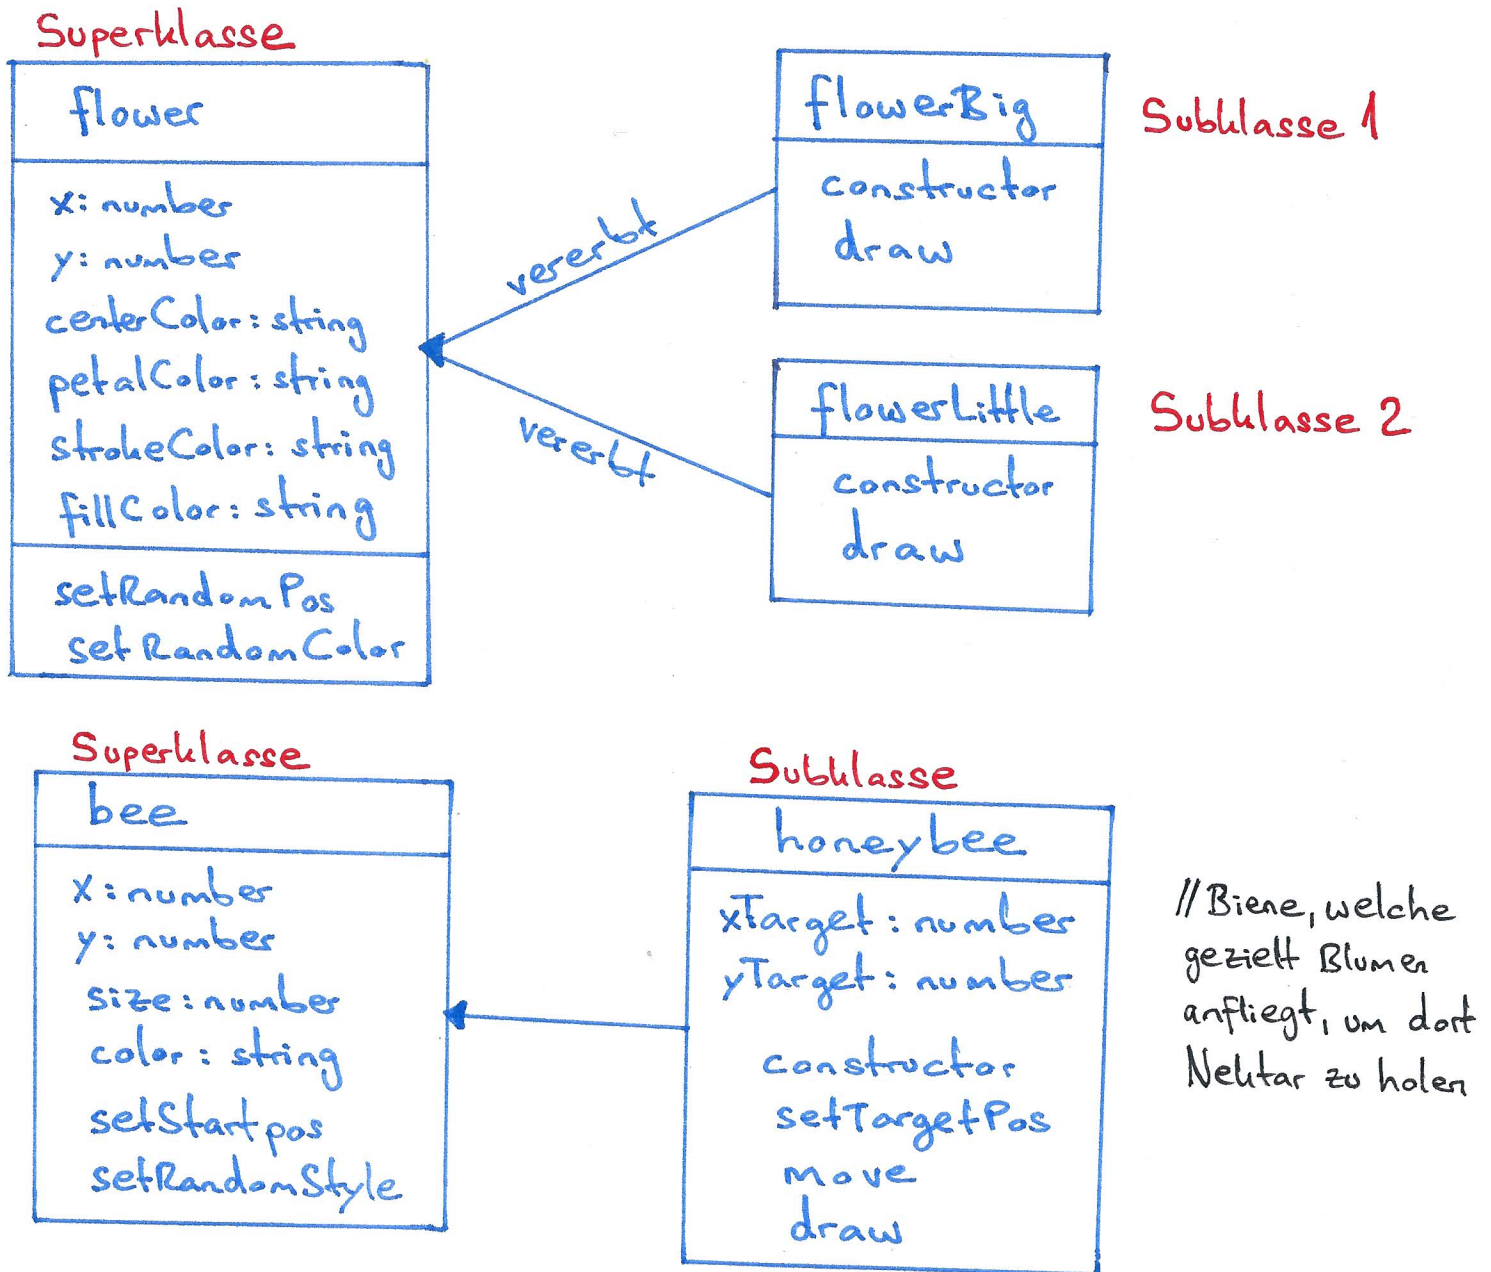 Superklasse
flower
x: number
y: number
centerColor: string
petalColor: string
strokeColor: string
fillColor: string
setRandomPos
setRandomColor
vererbt
vererbt
flowerBig
constructor
draw
Subklasse 1
flowerLittle
constructor
draw
Subklasse 2
Superklasse
bee
x: number
y: number
size: number
color: string
setStartpos
setRandomStyle
Subklasse
honeybee
xTarget: number
yTarget: number
constructor
setTargetPos
move
draw
// Biene, welche
gezielt Blumen
anfliegt, um dort
Nektar zu holen